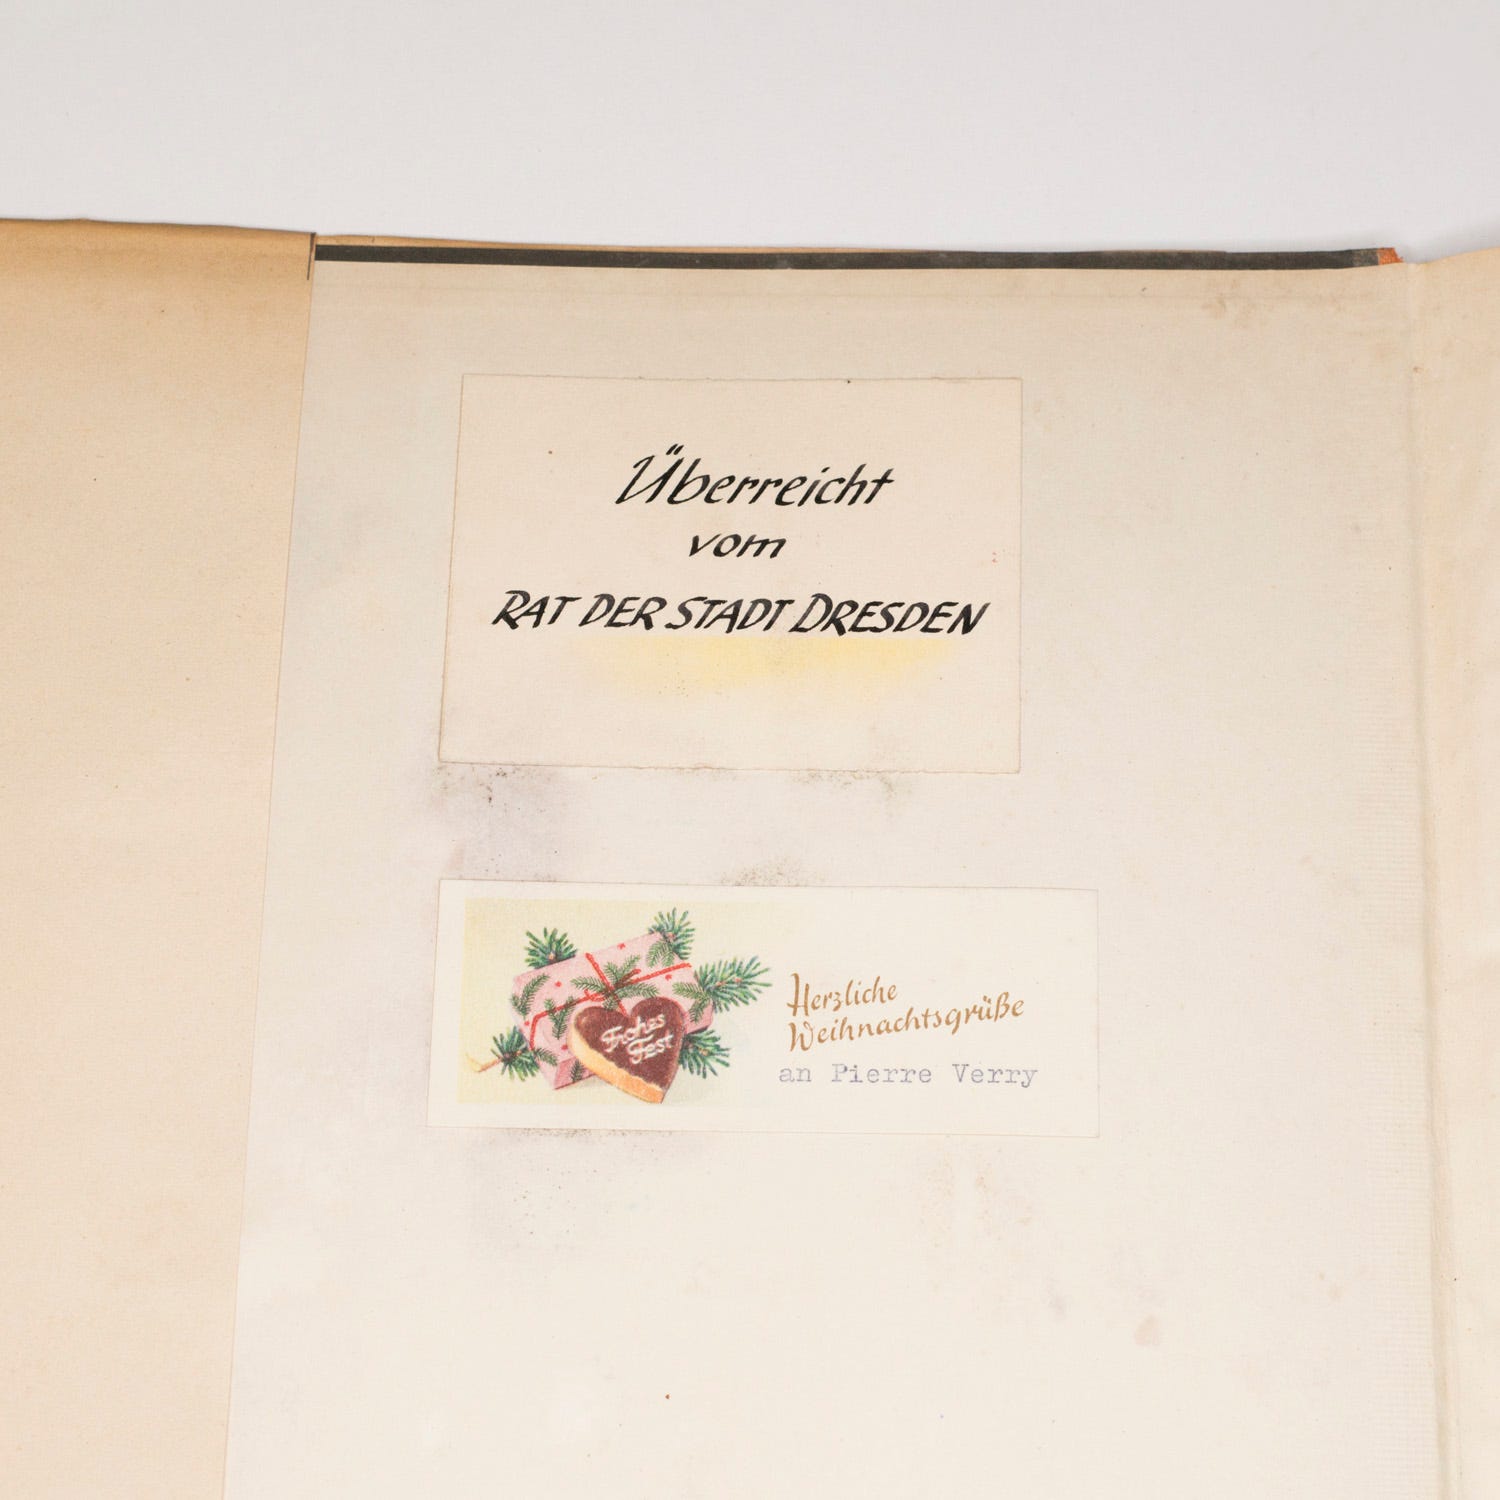 Überreicht
vom
RAT DER STADT DRESDEN
Frohes
Fest
Herzliche
Weihnachtsgrüße
an Pierre Verry